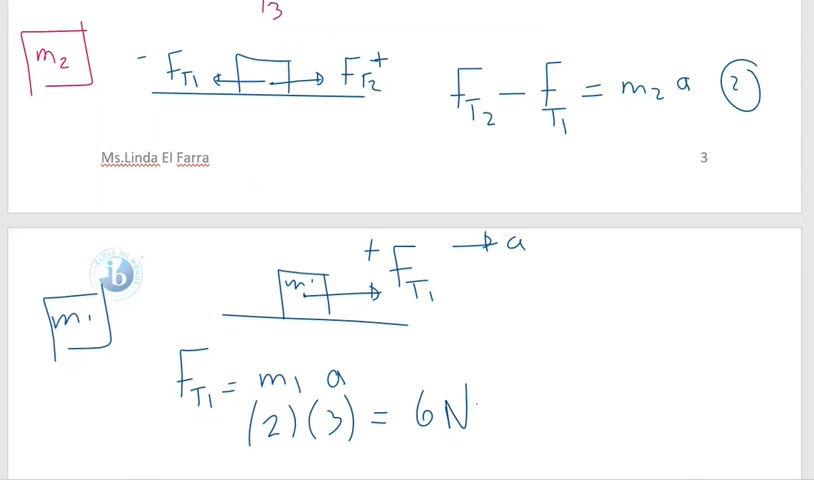 13
m2
- FT1 FT2 +
FT2 - FT1 = m2 a (2)
Ms.Linda El Farra 3
ib
+ FT1 → a
m1
m1
FT1 = m1 a
(2)(3) = 6N